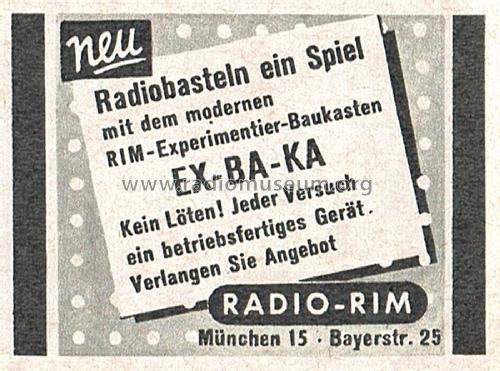 neu
Radiobasteln ein Spiel
mit dem modernen
RIM-Experimentier-Baukasten
EX-BA-KA
www.radiomuseum.org
Kein Löten! Jeder Versuch
ein betriebsfertiges Gerät.
Verlangen Sie Angebot
RADIO-RIM
München 15 · Bayerstr. 25